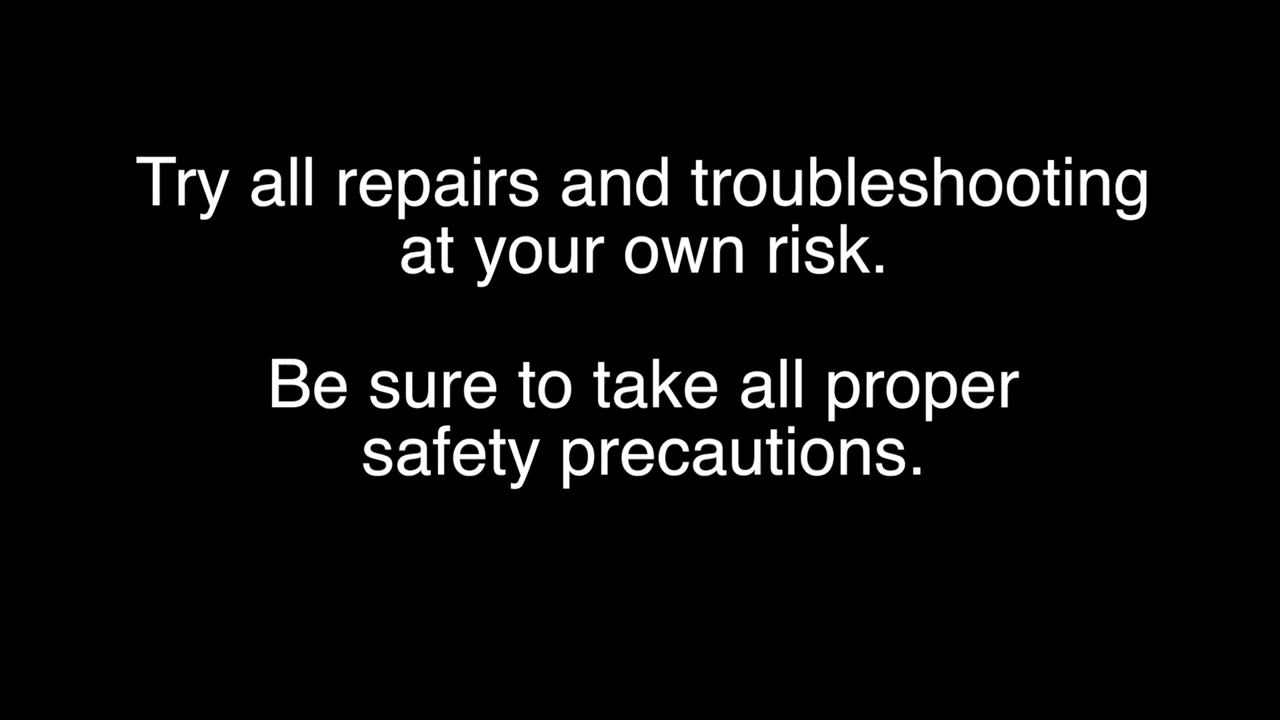 Try all repairs and troubleshooting
at your own risk.
Be sure to take all proper
safety precautions.